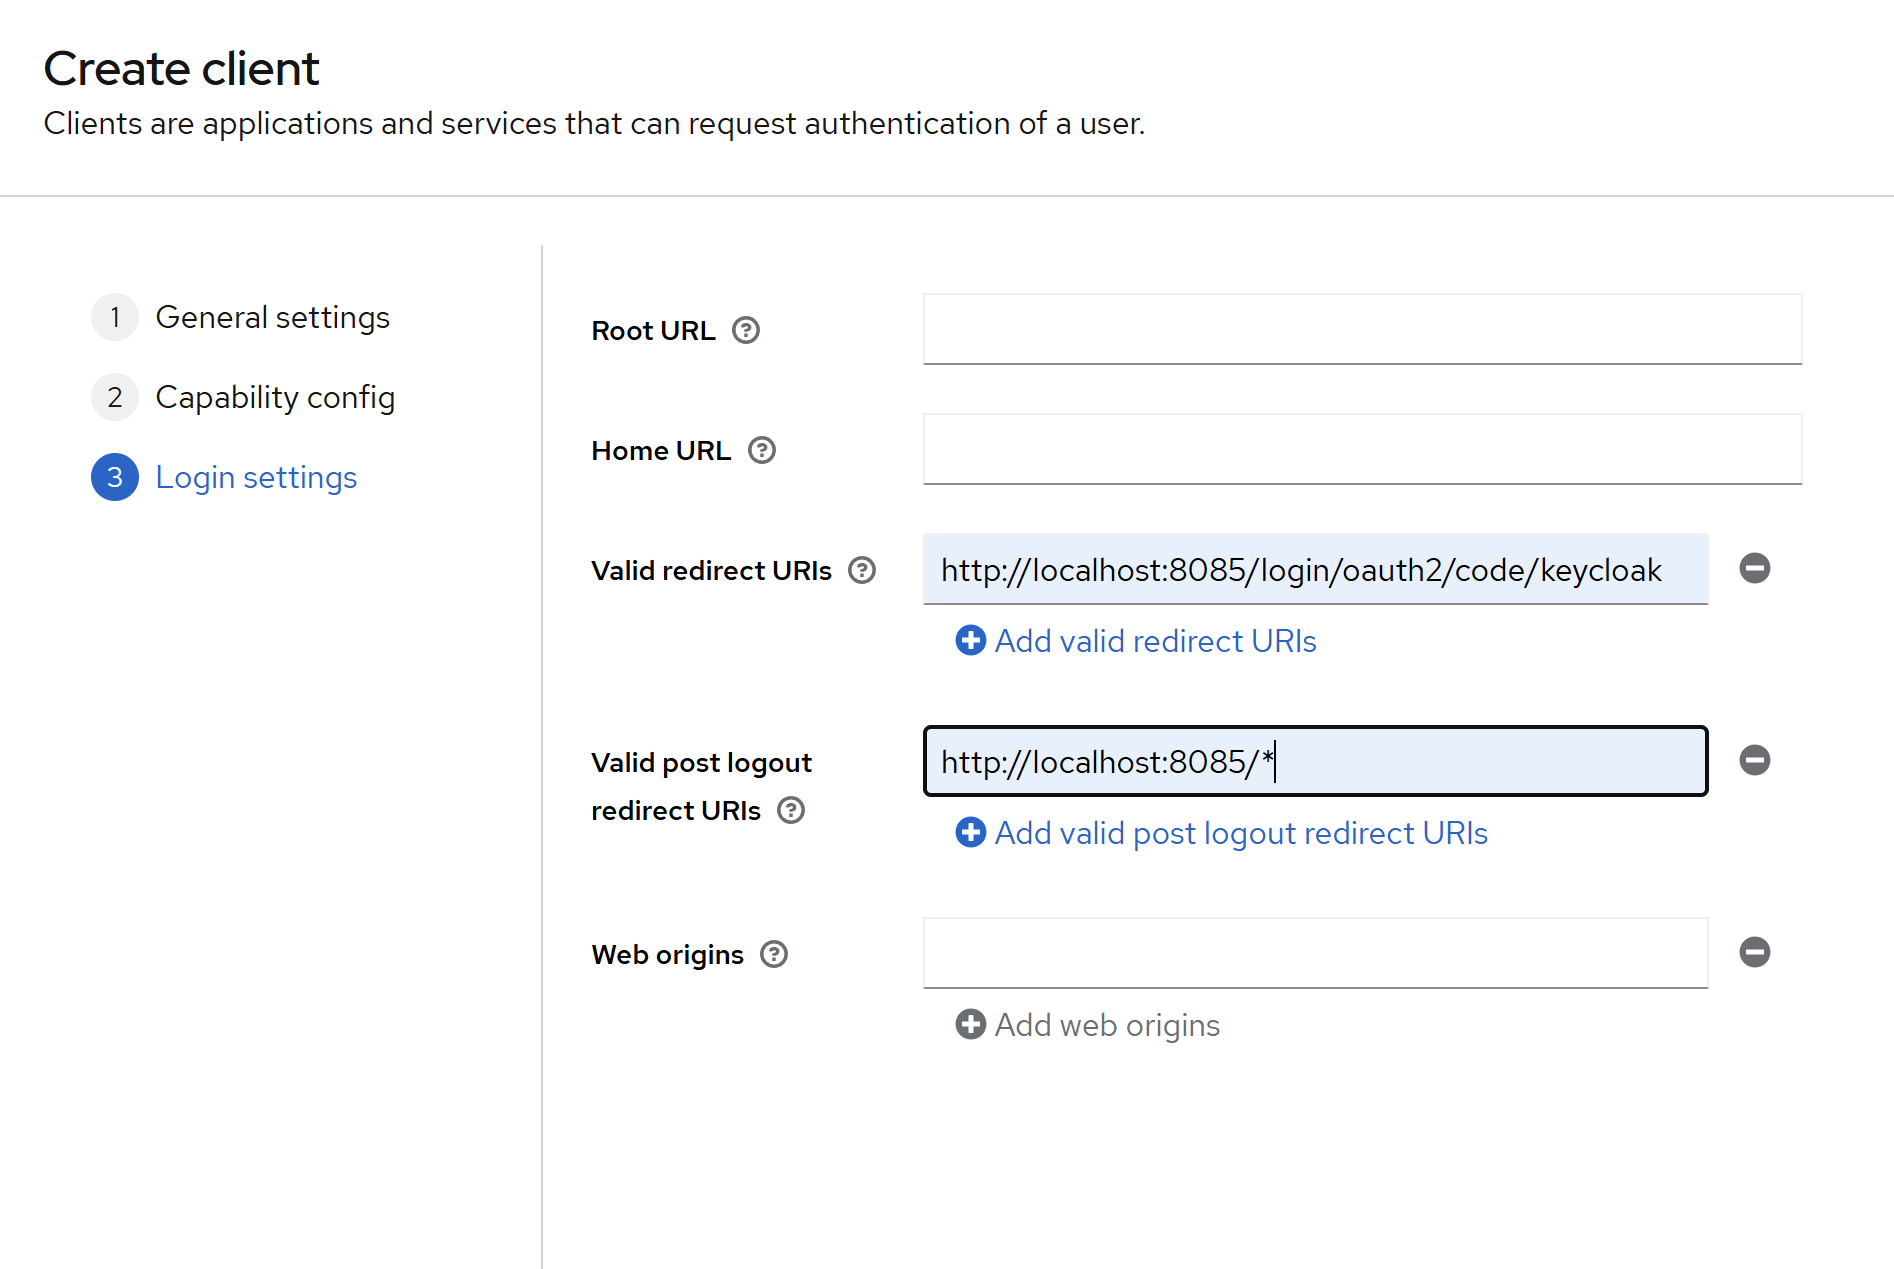 Create client
Clients are applications and services that can request authentication of a user.
1 General settings
2 Capability config
3 Login settings
Root URL
Home URL
Valid redirect URIs http://localhost:8085/login/oauth2/code/keycloak
Add valid redirect URIs
Valid post logout
redirect URIs
http://localhost:8085/*
Add valid post logout redirect URIs
Web origins
Add web origins